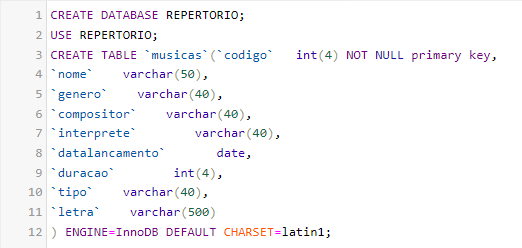 1 CREATE DATABASE REPERTORIO;
2 USE REPERTORIO;
3 CREATE TABLE `musicas`(`codigo` int(4) NOT NULL primary key,
4 `nome` varchar(50),
5 `genero` varchar(40),
6 `compositor` varchar(40),
7 `interprete` varchar(40),
8 `datalancamento` date,
9 `duracao` int(4),
10 `tipo` varchar(40),
11 `letra` varchar(500)
12 ) ENGINE=InnoDB DEFAULT CHARSET=latin1;